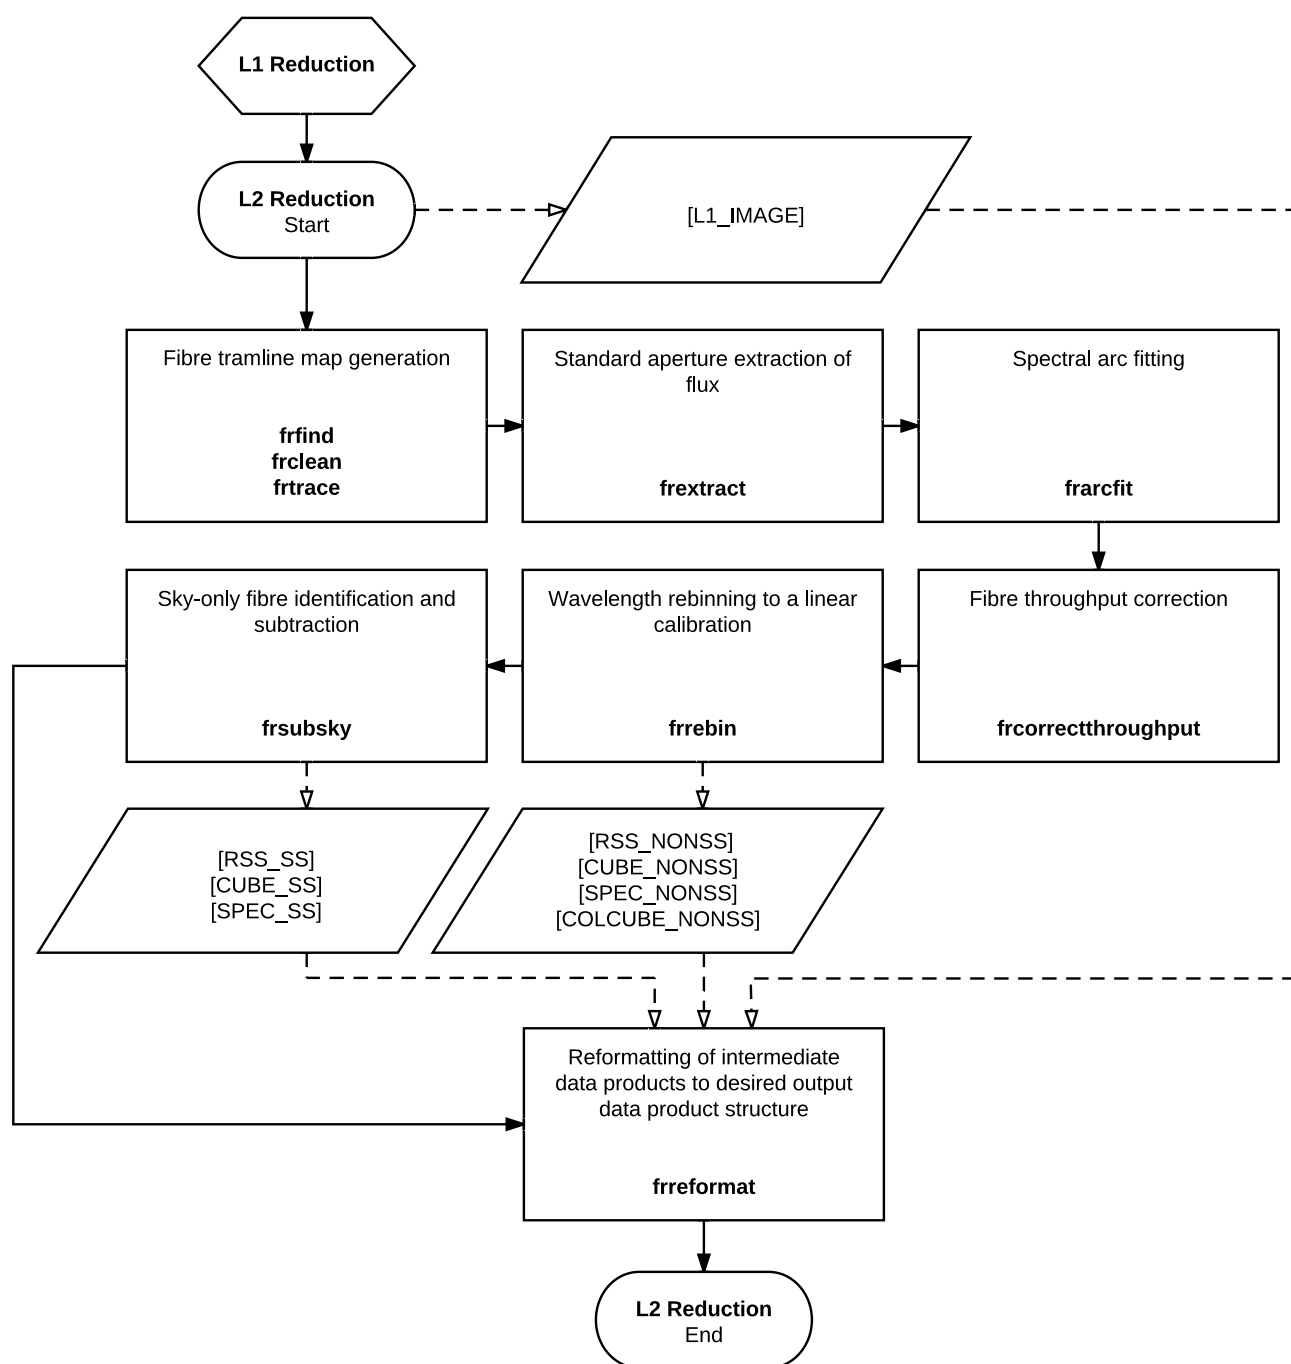 L1 Reduction
L2 Reduction
Start
[L1_IMAGE]
Fibre tramline map generation
frfind
frclean
frtrace
Standard aperture extraction of
flux
frextract
Spectral arc fitting
frarcfit
Sky-only fibre identification and
subtraction
frsubsky
Wavelength rebinning to a linear
calibration
frrebin
Fibre throughput correction
frcorrectthroughput
[RSS_SS]
[CUBE_SS]
[SPEC_SS]
[RSS_NONSS]
[CUBE_NONSS]
[SPEC_NONSS]
[COLCUBE_NONSS]
Reformatting of intermediate
data products to desired output
data product structure
frreformat
L2 Reduction
End